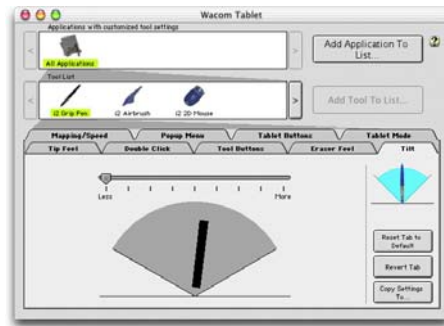 Wacom Tablet
Applications with customized tool settings
All Applications
Add Application To List...
Tool List
i2 Grip Pen
i2 Airbrush
i2 2D Mouse
Add Tool To List...
Mapping/Speed
Popup Menu
Tablet Buttons
Tablet Mode
Tip Feel
Double Click
Tool Buttons
Eraser Feel
Tilt
Less
More
Reset Tab to Default
Revert Tab
Copy Settings To...